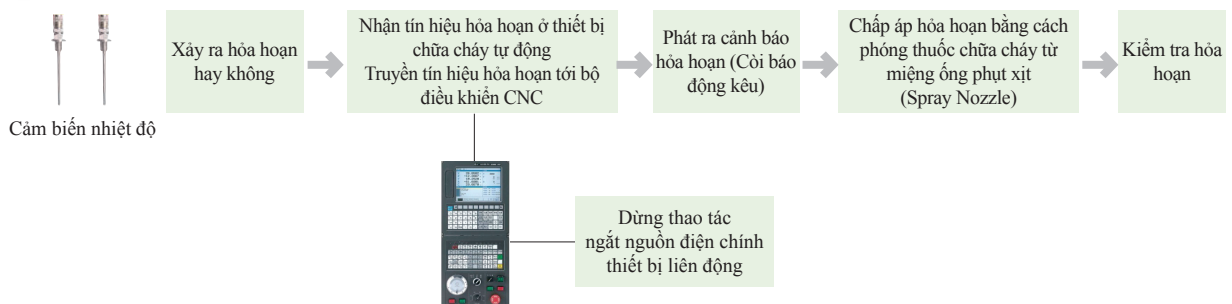 Cảm biến nhiệt độ
Xảy ra hỏa hoạn
hay không
Nhận tín hiệu hỏa hoạn ở thiết bị
chữa cháy tự động
Truyền tín hiệu hỏa hoạn tới bộ
điều khiển CNC
Phát ra cảnh báo
hỏa hoạn (Còi báo
động kêu)
Chấp áp hỏa hoạn bằng cách
phóng thuốc chữa cháy từ
miệng ống phụt xịt
(Spray Nozzle)
Kiểm tra hỏa
hoạn
Dừng thao tác
ngắt nguồn điện chính
thiết bị liên động